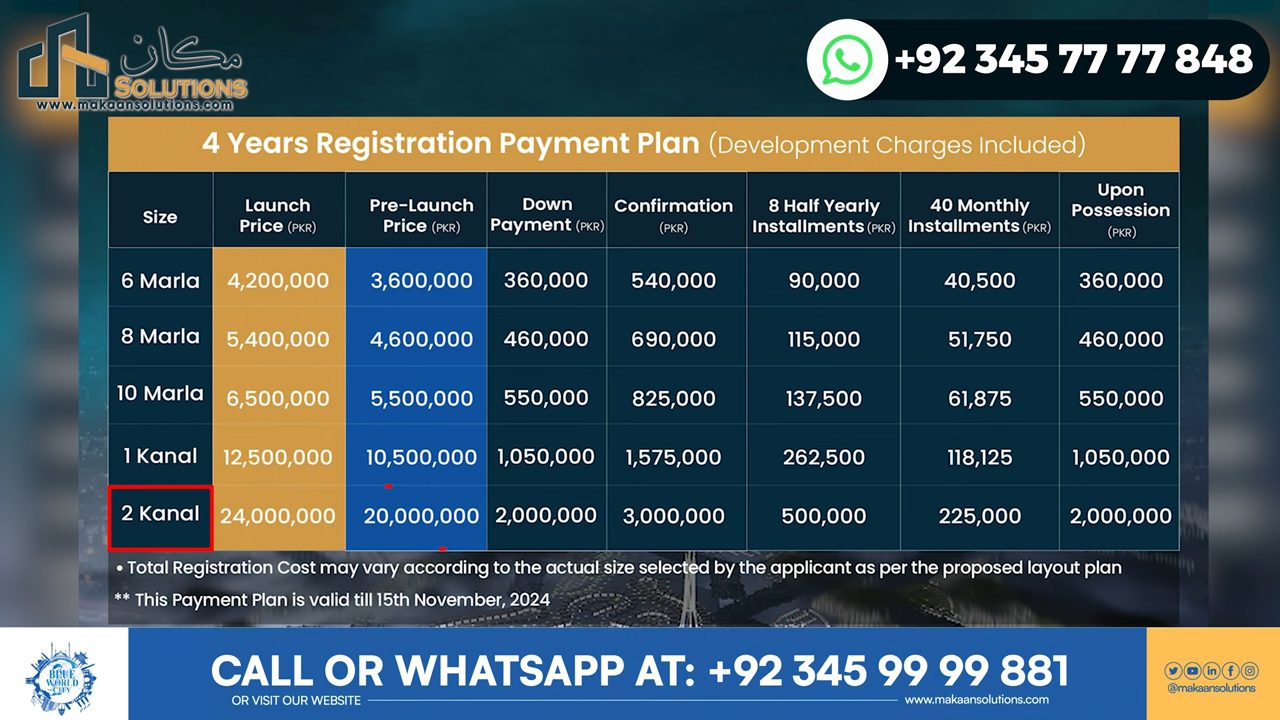 مكان
SOLUTIONS
www.makaansolutions.com
+92 345 77 77 848
4 Years Registration Payment Plan (Development Charges Included)
Size Launch Price (PKR) Pre-Launch Price (PKR) Down Payment (PKR) Confirmation (PKR) 8 Half Yearly Installments (PKR) 40 Monthly Installments (PKR) Upon Possession (PKR)
6 Marla 4,200,000 3,600,000 360,000 540,000 90,000 40,500 360,000
8 Marla 5,400,000 4,600,000 460,000 690,000 115,000 51,750 460,000
10 Marla 6,500,000 5,500,000 550,000 825,000 137,500 61,875 550,000
1 Kanal 12,500,000 10,500,000 1,050,000 1,575,000 262,500 118,125 1,050,000
2 Kanal 24,000,000 20,000,000 2,000,000 3,000,000 500,000 225,000 2,000,000
• Total Registration Cost may vary according to the actual size selected by the applicant as per the proposed layout plan
** This Payment Plan is valid till 15th November, 2024
BLUE
WORLD
CITY
CALL OR WHATSAPP AT: +92 345 99 99 881
OR VISIT OUR WEBSITE www.makaansolutions.com
@makaansolutions